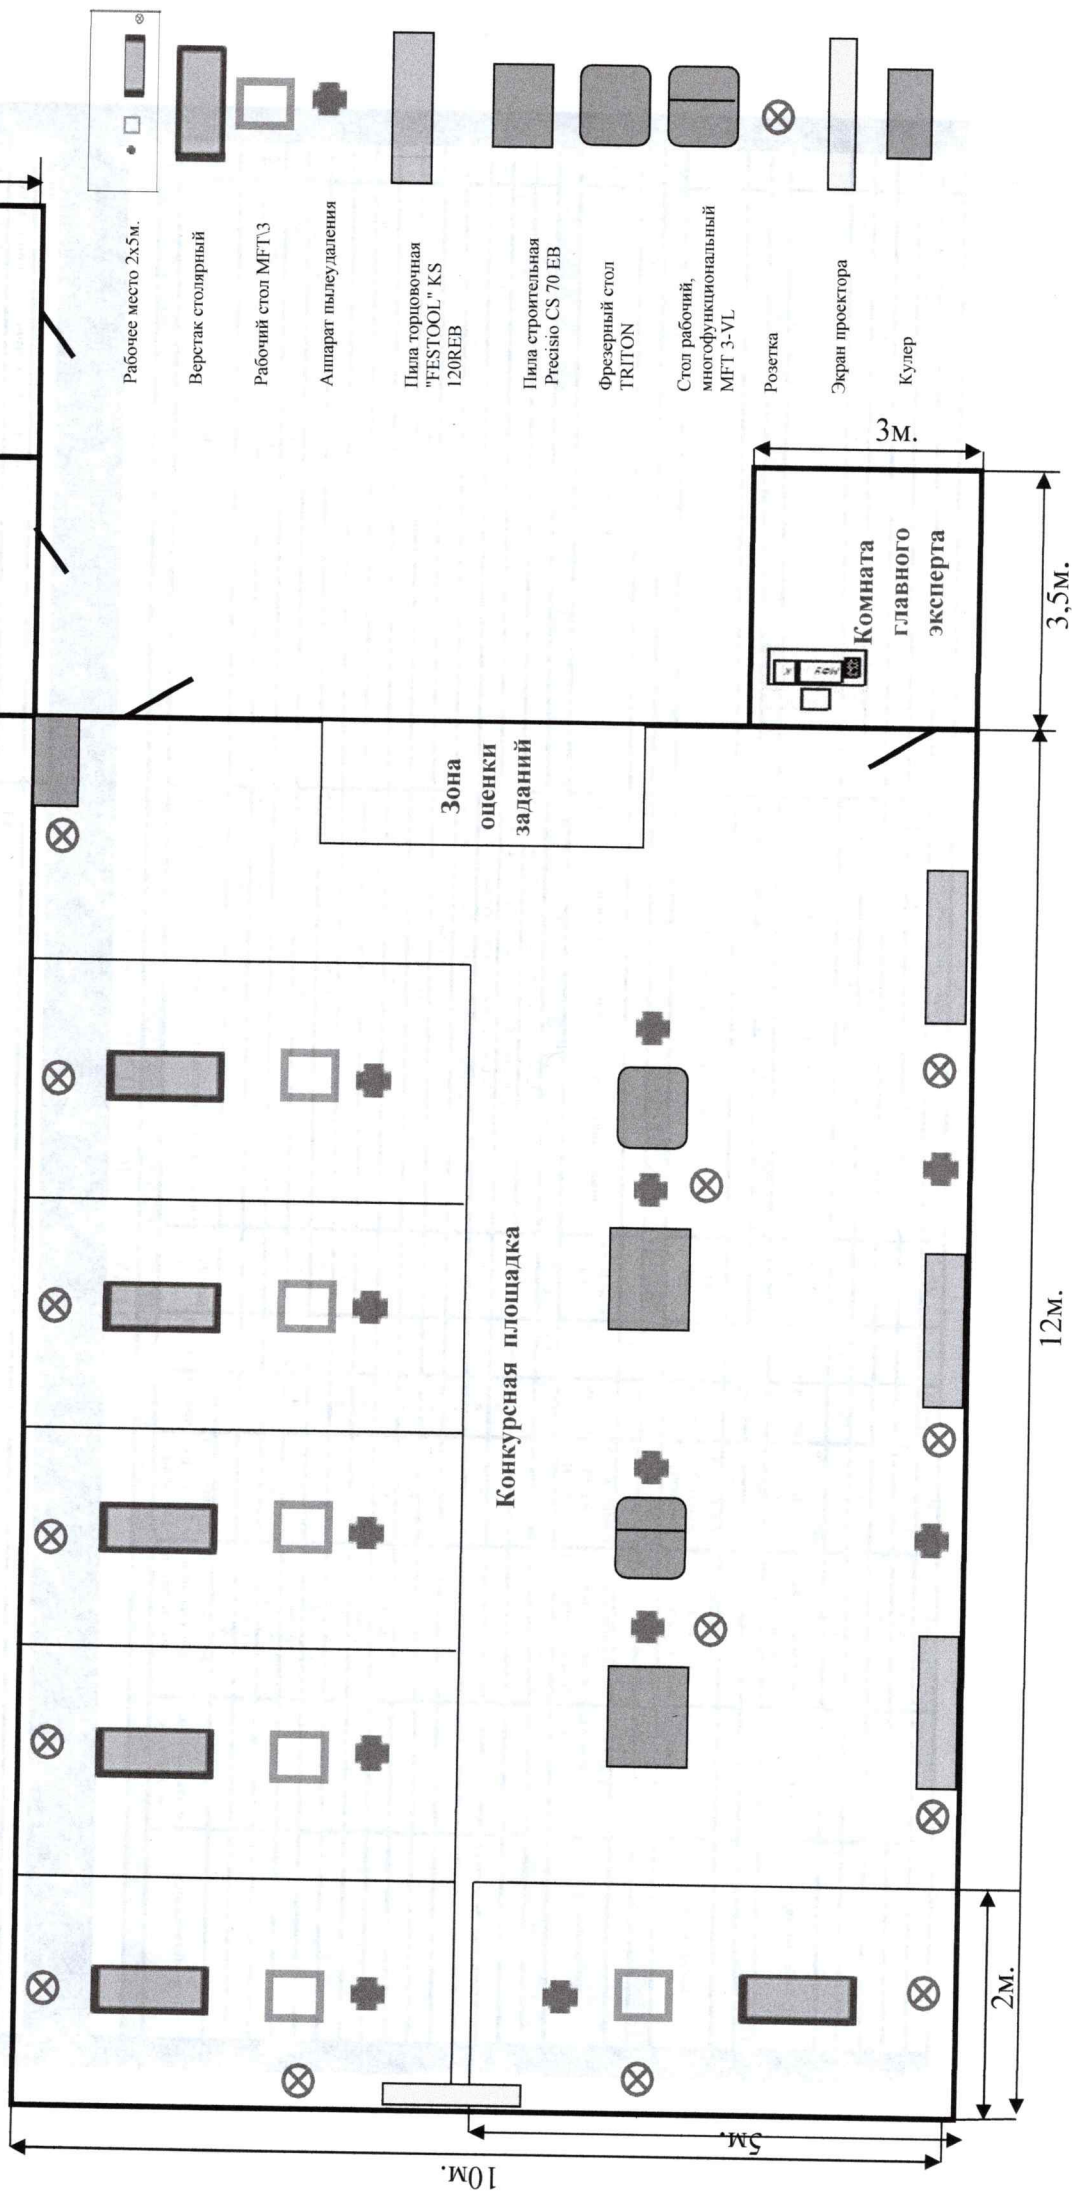 Рабочее место 2х5м.
Верстак столярный
Рабочий стол MFT\3
Аппарат пылеудаления
Пила торцовочная
"FESTOOL" KS
120REB
Пила строительная
Precisio CS 70 EB
Фрезерный стол
TRITON
Стол рабочий,
многофункциональный
MFT 3-VL
Розетка
Экран проектора
Кулер
3м.
Комната
главного
эксперта
3,5м.
Зона
оценки
заданий
Конкурсная площадка
12м.
2м.
5м.
10м.